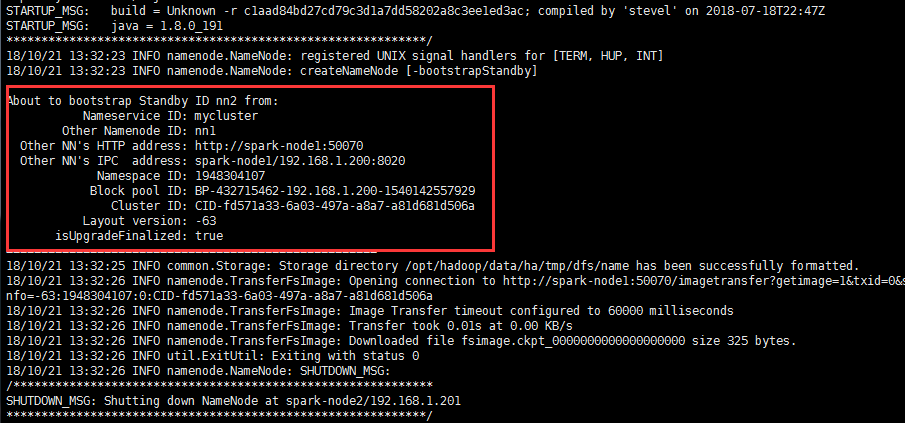 STARTUP_MSG:   build = Unknown -r c1aad84bd27cd79c3d1a7dd58202a8c3ee1ed3ac; compiled by 'stevel' on 2018-07-18T22:47Z
STARTUP_MSG:   java = 1.8.0_191
************************************************************/
18/10/21 13:32:23 INFO namenode.NameNode: registered UNIX signal handlers for [TERM, HUP, INT]
18/10/21 13:32:23 INFO namenode.NameNode: createNameNode [-bootstrapStandby]
About to bootstrap Standby ID nn2 from:
Nameservice ID: mycluster
Other Namenode ID: nn1
Other NN's HTTP address: http://spark-node1:50070
Other NN's IPC  address: spark-node1/192.168.1.200:8020
Namespace ID: 1948304107
Block pool ID: BP-432715462-192.168.1.200-1540142557929
Cluster ID: CID-fd571a33-6a03-497a-a8a7-a81d681d506a
Layout version: -63
isUpgradeFinalized: true
18/10/21 13:32:25 INFO common.Storage: Storage directory /opt/hadoop/data/ha/tmp/dfs/name has been successfully formatted.
18/10/21 13:32:26 INFO namenode.TransferFsImage: Opening connection to http://spark-node1:50070/imagetransfer?getimage=1&txid=0&s
nfo=-63:1948304107:0:CID-fd571a33-6a03-497a-a8a7-a81d681d506a
18/10/21 13:32:26 INFO namenode.TransferFsImage: Image Transfer timeout configured to 60000 milliseconds
18/10/21 13:32:26 INFO namenode.TransferFsImage: Transfer took 0.01s at 0.00 KB/s
18/10/21 13:32:26 INFO namenode.TransferFsImage: Downloaded file fsimage.ckpt_0000000000000000000 size 325 bytes.
18/10/21 13:32:26 INFO util.ExitUtil: Exiting with status 0
18/10/21 13:32:26 INFO namenode.NameNode: SHUTDOWN_MSG:
/************************************************************
SHUTDOWN_MSG: Shutting down NameNode at spark-node2/192.168.1.201
************************************************************/